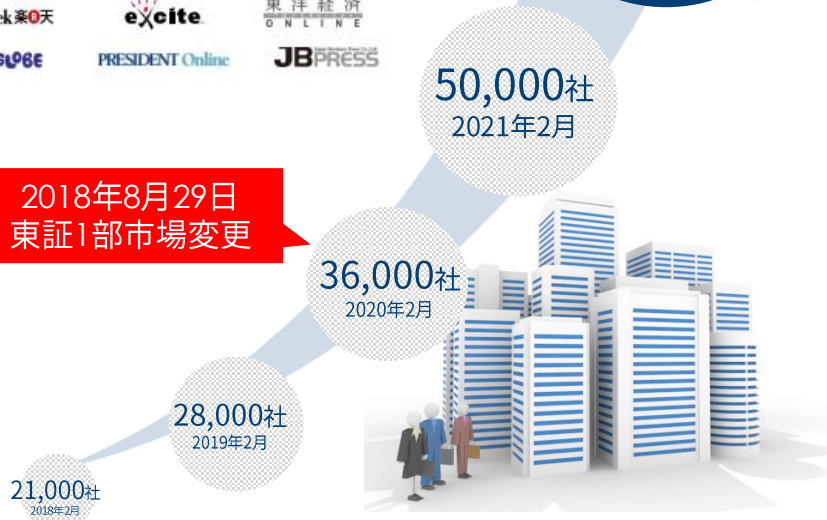 楽天
excite
東洋経済
ONLINE
PRESIDENT Online
JBPRESS
50,000社
2021年2月
2018年8月29日
東証1部市場変更
36,000社
2020年2月
28,000社
2019年2月
21,000社
2018年2月